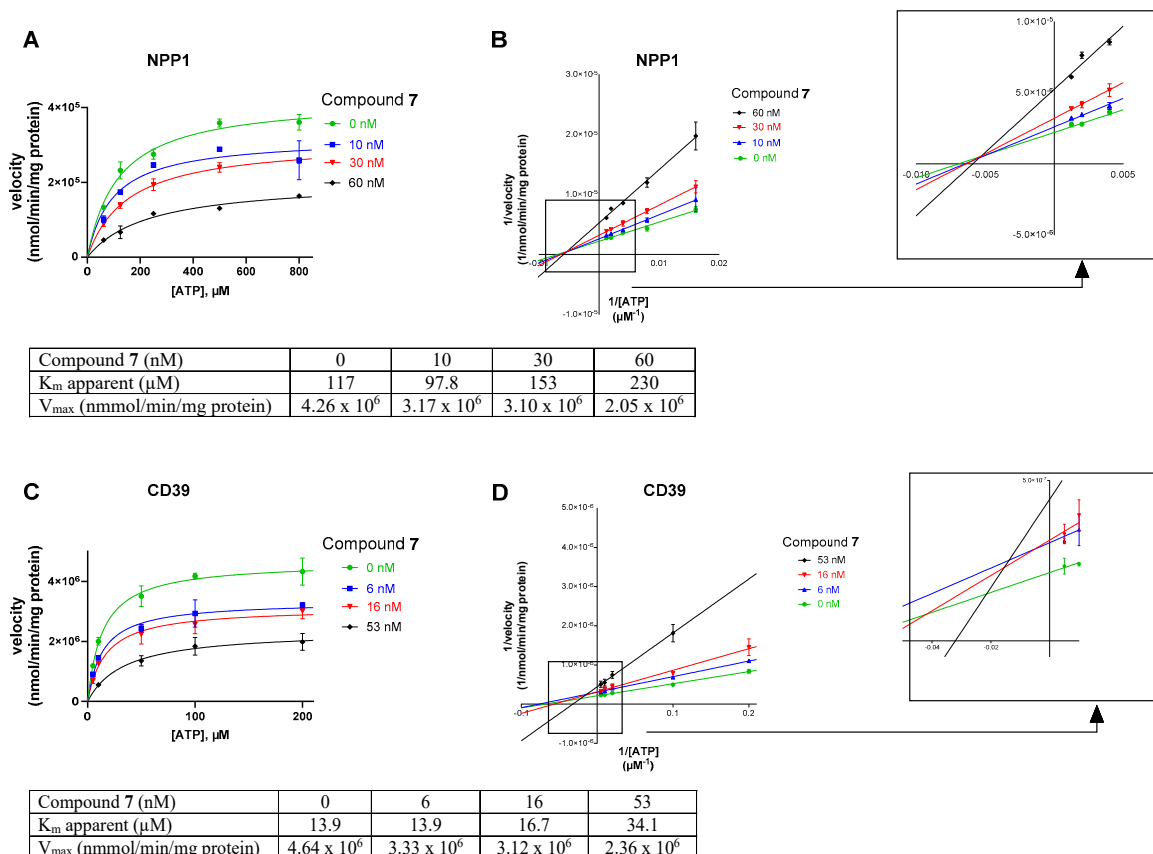 A
NPP1
velocity
(nmol/min/mg protein)
4×10⁵
2×10⁵
0
0 200 400 600 800
[ATP], µM
Compound 7
0 nM
10 nM
30 nM
60 nM
B
NPP1
1/velocity
(1/nmol/min/mg protein)
3.0×10⁻⁵
2.0×10⁻⁵
1.0×10⁻⁵
-1.0×10⁻⁵
0.01 0.02
1/[ATP]
(µM⁻¹)
Compound 7
60 nM
30 nM
10 nM
0 nM
1.0×10⁻⁵
-0.010 -0.005 0.005
-5.0×10⁻⁶
Compound 7 (nM) 0 10 30 60
Kₘ apparent (µM) 117 97.8 153 230
Vₘₐₓ (nmmol/min/mg protein) 4.26 x 10⁶ 3.17 x 10⁶ 3.10 x 10⁶ 2.05 x 10⁶
C
CD39
velocity
(nmol/min/mg protein)
6×10⁶
4×10⁶
2×10⁶
0
0 100 200
[ATP], µM
Compound 7
0 nM
6 nM
16 nM
53 nM
D
CD39
1/velocity
(1/nmol/min/mg protein)
5.0×10⁻⁶
4.0×10⁻⁶
3.0×10⁻⁶
2.0×10⁻⁶
1.0×10⁻⁶
-1.0×10⁻⁶
-0.1 0.1 0.2
1/[ATP]
(µM⁻¹)
Compound 7
53 nM
16 nM
6 nM
0 nM
5.0×10⁻⁷
-0.04 -0.02
Compound 7 (nM) 0 6 16 53
Kₘ apparent (µM) 13.9 13.9 16.7 34.1
Vₘₐₓ (nmmol/min/mg protein) 4.64 x 10⁶ 3.33 x 10⁶ 3.12 x 10⁶ 2.36 x 10⁶